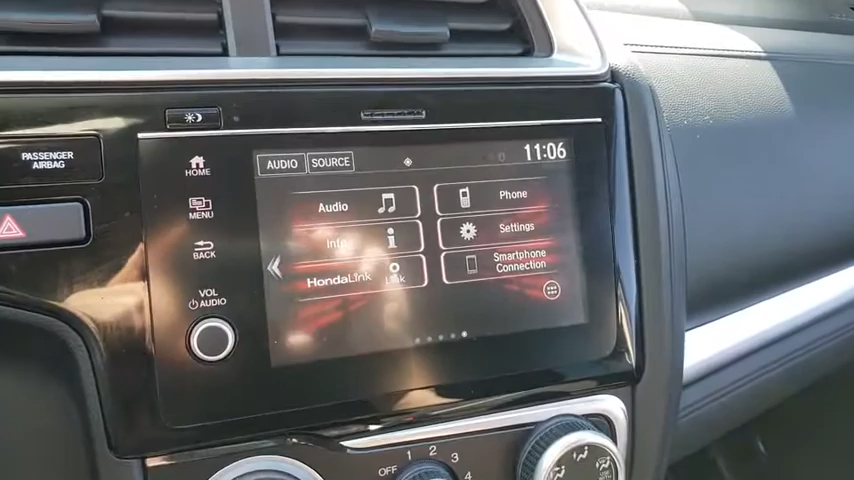 PASSENGER
AIRBAG
HOME
MENU
BACK
VOL
AUDIO
AUDIO
SOURCE
11:06
Audio
Phone
Info
Settings
HondaLink
LINK
Smartphone
Connection
OFF
1
2
3
4